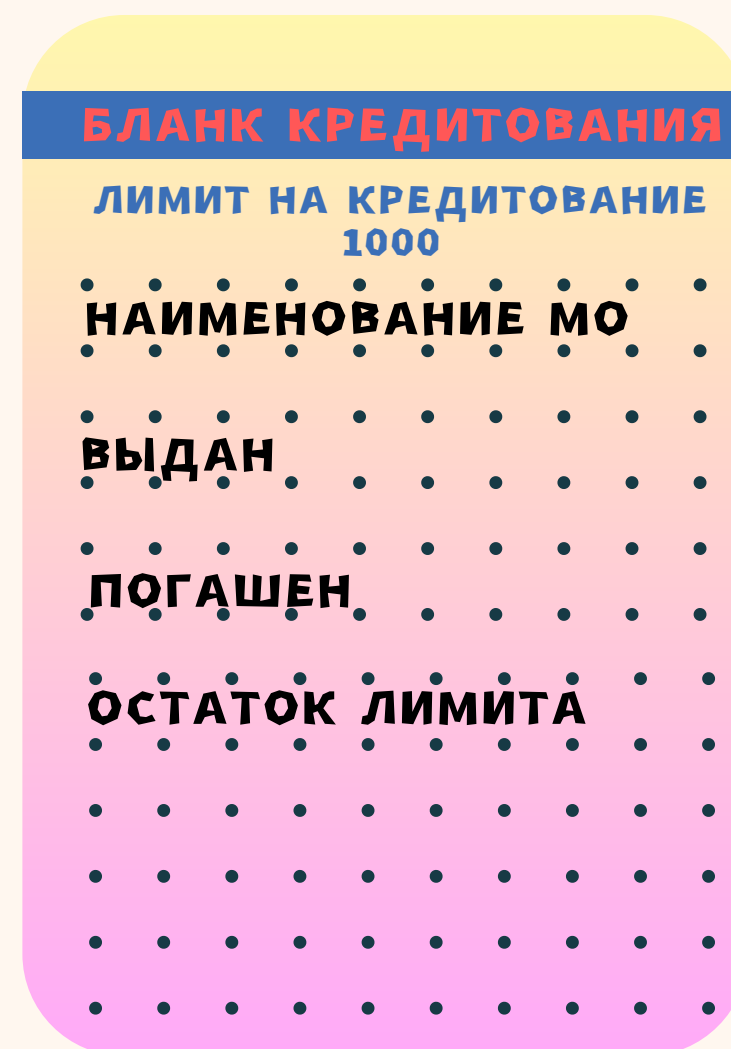 БЛАНК КРЕДИТОВАНИЯ
ЛИМИТ НА КРЕДИТОВАНИЕ
1000
НАИМЕНОВАНИЕ МО
ВЫДАН
ПОГАШЕН
ОСТАТОК ЛИМИТА